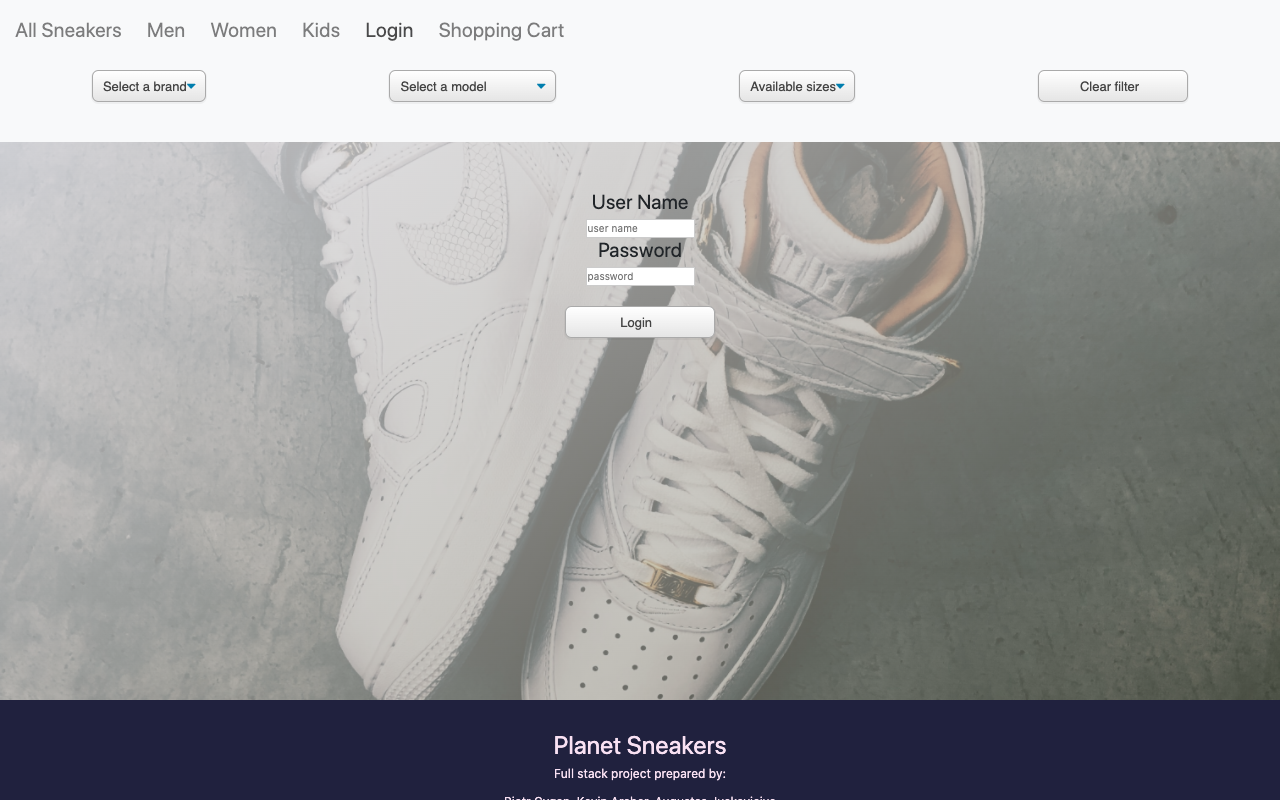 All Sneakers Men Women Kids Login Shopping Cart
Select a brand Select a model Available sizes Clear filter
User Name
user name
Password
password
Login
Planet Sneakers
Full stack project prepared by: